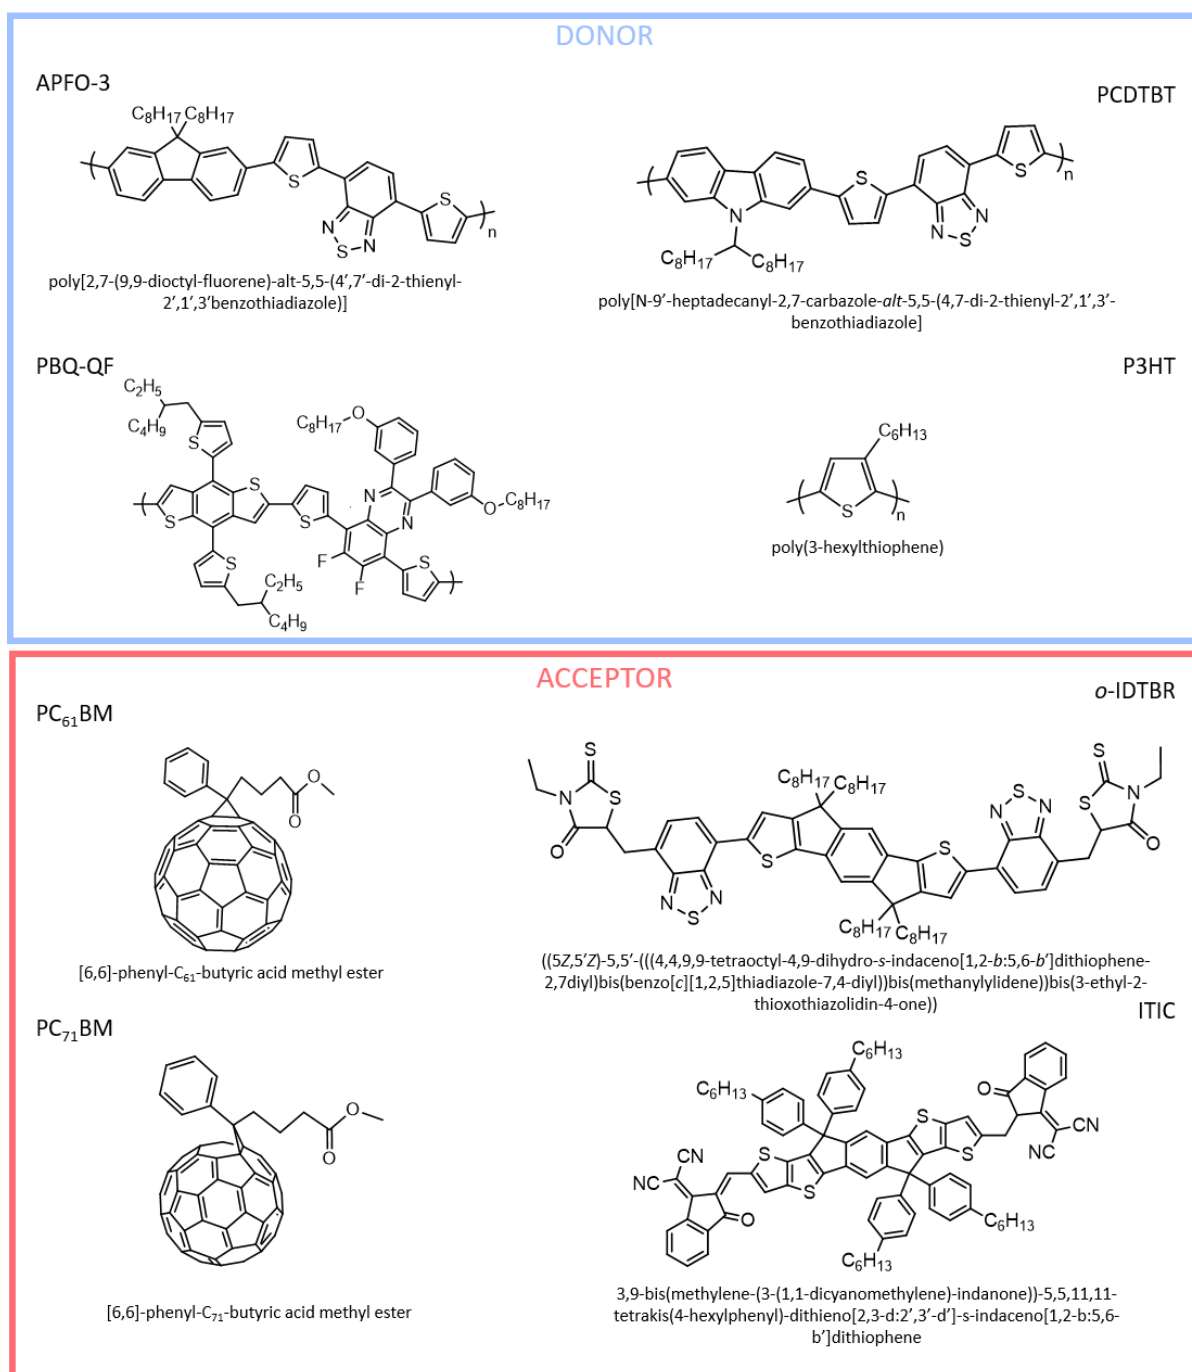 DONOR
APFO-3
C8H17 C8H17
S
N
S
N
S
n
poly[2,7-(9,9-dioctyl-fluorene)-alt-5,5-(4′,7′-di-2-thienyl-
2′,1′,3′benzothiadiazole)]
PCDTBT
N
C8H17
C8H17
S
N
S
N
S
n
poly[N-9′-heptadecanyl-2,7-carbazole-alt-5,5-(4,7-di-2-thienyl-2′,1′,3′-
benzothiadiazole]
PBQ-QF
C2H5
C4H9
S
S
S
S
C2H5
C4H9
S
C8H17 O
N
N
O C8H17
F
F
S
n
P3HT
C6H13
S
n
poly(3-hexylthiophene)
ACCEPTOR
PC61BM
O
O
[6,6]-phenyl-C61-butyric acid methyl ester
o-IDTBR
S
N
S
O
N
S
N
S
C8H17
C8H17
C8H17
C8H17
S
N
S
N
S
S
N
O
((5Z,5′Z)-5,5′-(((4,4,9,9-tetraoctyl-4,9-dihydro-s-indaceno[1,2-b:5,6-b′]dithiophene-
2,7diyl)bis(benzo[c][1,2,5]thiadiazole-7,4-diyl))bis(methanylylidene))bis(3-ethyl-2-
thioxothiazolidin-4-one))
PC71BM
O
O
[6,6]-phenyl-C71-butyric acid methyl ester
ITIC
C6H13
C6H13
O
CN
CN
NC
NC
O
S
S
S
S
C6H13
C6H13
3,9-bis(methylene-(3-(1,1-dicyanomethylene)-indanone))-5,5,11,11-
tetrakis(4-hexylphenyl)-dithieno[2,3-d:2′,3′-d′]-s-indaceno[1,2-b:5,6-
b′]dithiophene